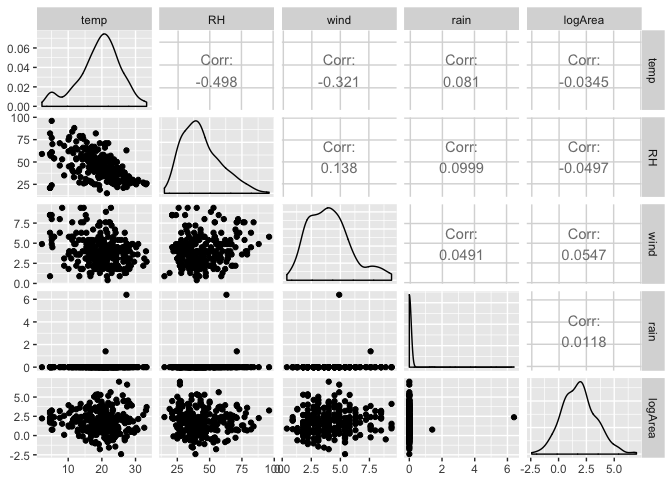 temp RH wind rain logArea
0.06 0.04 0.02 0.00
Corr: -0.498
Corr: -0.321
Corr: 0.081
Corr: -0.0345
temp
100 75 50 25
Corr: 0.138
Corr: 0.0999
Corr: -0.0497
RH
7.5 5.0 2.5 0.0
Corr: 0.0491
Corr: 0.0547
wind
6 4 2 0
Corr: 0.0118
rain
5.0 2.5 0.0 -2.5
logArea
10 20 30 25 50 75 100 0.0 2.5 5.0 7.5 0 2 4 6 -2.5 0.0 2.5 5.0